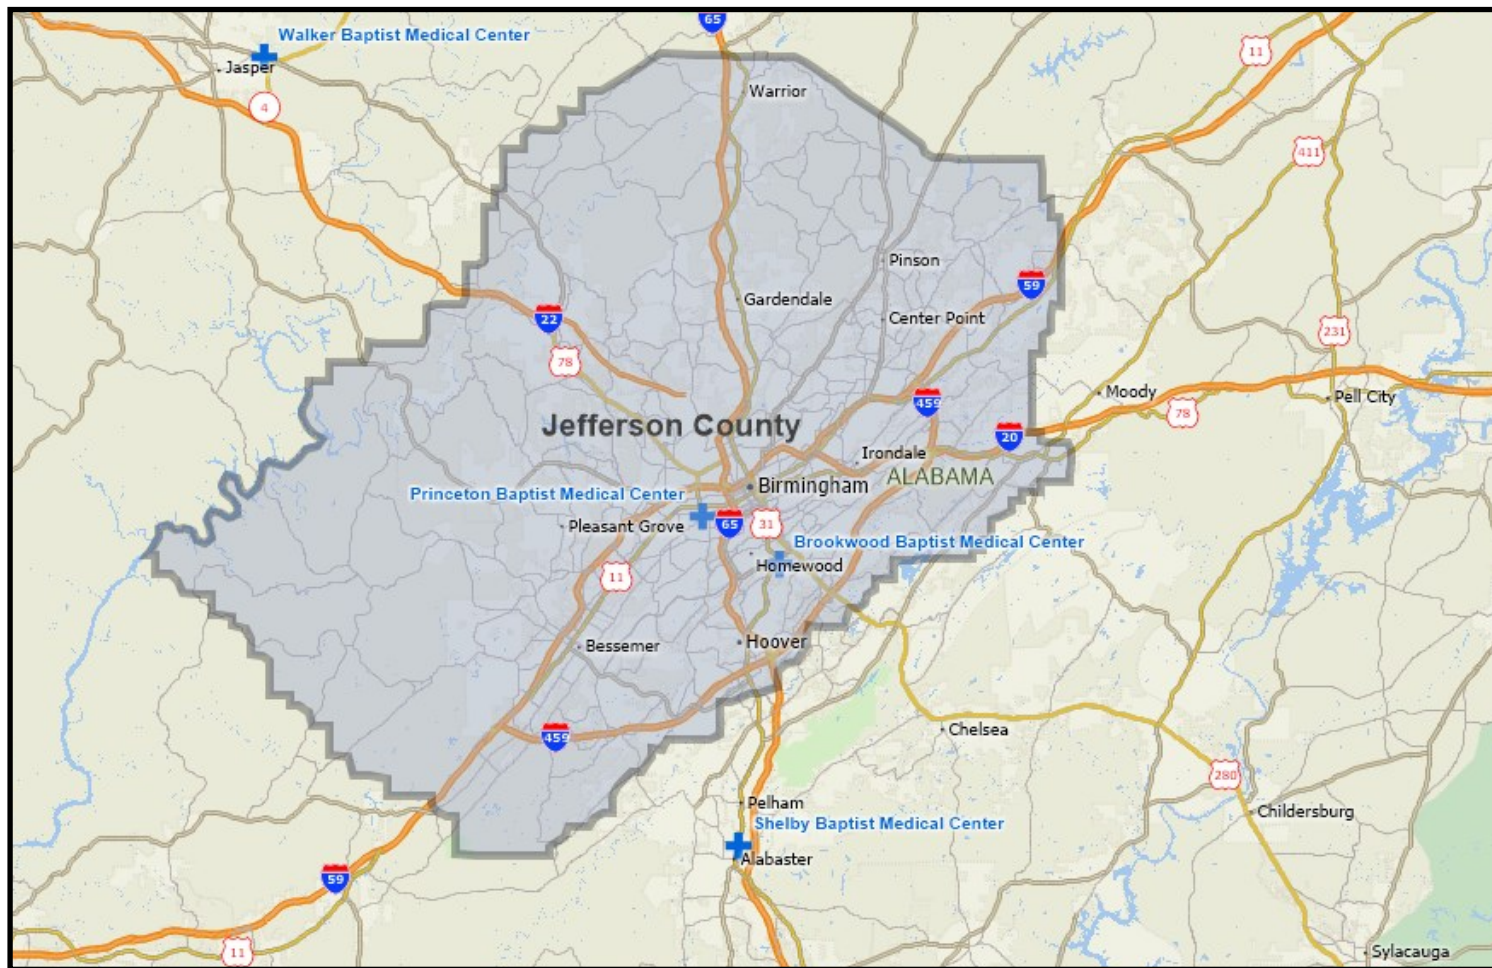 65
Walker Baptist Medical Center
11
Jasper
Warrior
4
411
Pinson
59
Gardendale
22
Center Point
231
78
Moody
Pell City
459
78
Jefferson County
20
Irondale
ALABAMA
Birmingham
Princeton Baptist Medical Center
Pleasant Grove
65
31
Brookwood Baptist Medical Center
Homewood
11
Bessemer
Hoover
Chelsea
459
280
Pelham
Childersburg
Shelby Baptist Medical Center
Alabaster
59
11
Sylacauga